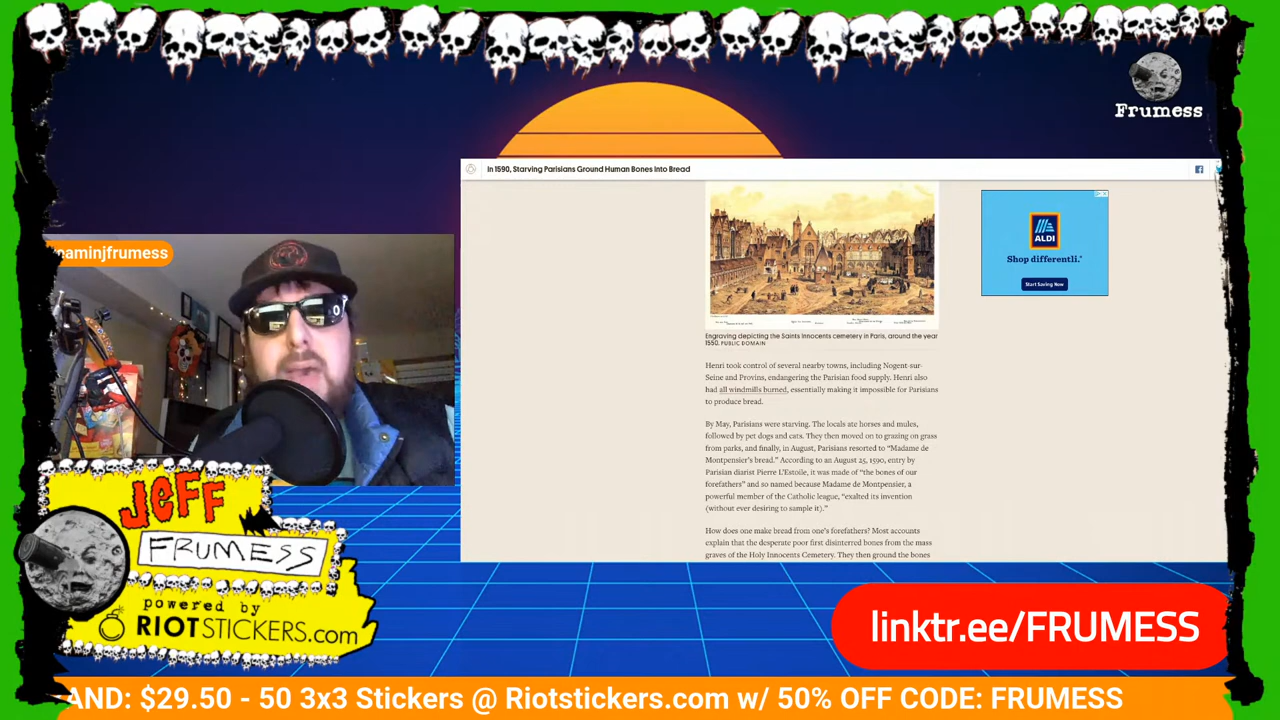 Frumess
In 1590, Starving Parisians Ground Human Bones Into Bread
ALDI
Shop differentli.
Start Saving Now
Engraving depicting the Saints Innocents cemetery in Paris, around the year
1550. PUBLIC DOMAIN
Henri took control of several nearby towns, including Nogent-sur-
Seine and Provins, endangering the Parisian food supply. Henri also
had all windmills burned, essentially making it impossible for Parisians
to produce bread.
By May, Parisians were starving. The locals ate horses and mules,
followed by pet dogs and cats. They then moved on to grazing on grass
from parks, and finally, in August, Parisians resorted to “Madame de
Montpensier’s bread.” According to an August 25, 1590, entry by
Parisian diarist Pierre L’Estoile, it was made of “the bones of our
forefathers” and so named because Madame de Montpensier, a
powerful member of the Catholic league, “exalted its invention
(without ever desiring to sample it).”
How does one make bread from one’s forefathers? Most accounts
explain that the desperate poor first disinterred bones from the mass
graves of the Holy Innocents Cemetery. They then ground the bones
aminjfrumess
JEFF
FRUMESS
powered by
RIOTSTICKERS.com
linktr.ee/FRUMESS
AND: $29.50 - 50 3x3 Stickers @ Riotstickers.com w/ 50% OFF CODE: FRUMESS